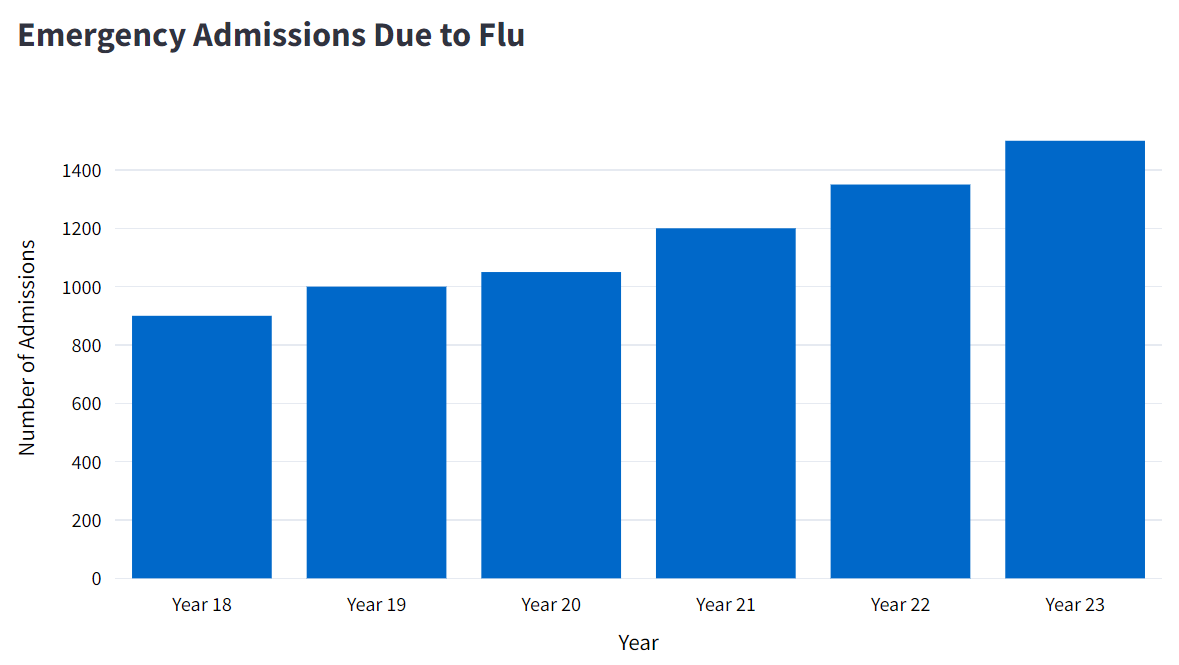 Emergency Admissions Due to Flu
Number of Admissions
1400
1200
1000
800
600
400
200
0
Year 18 Year 19 Year 20 Year 21 Year 22 Year 23
Year